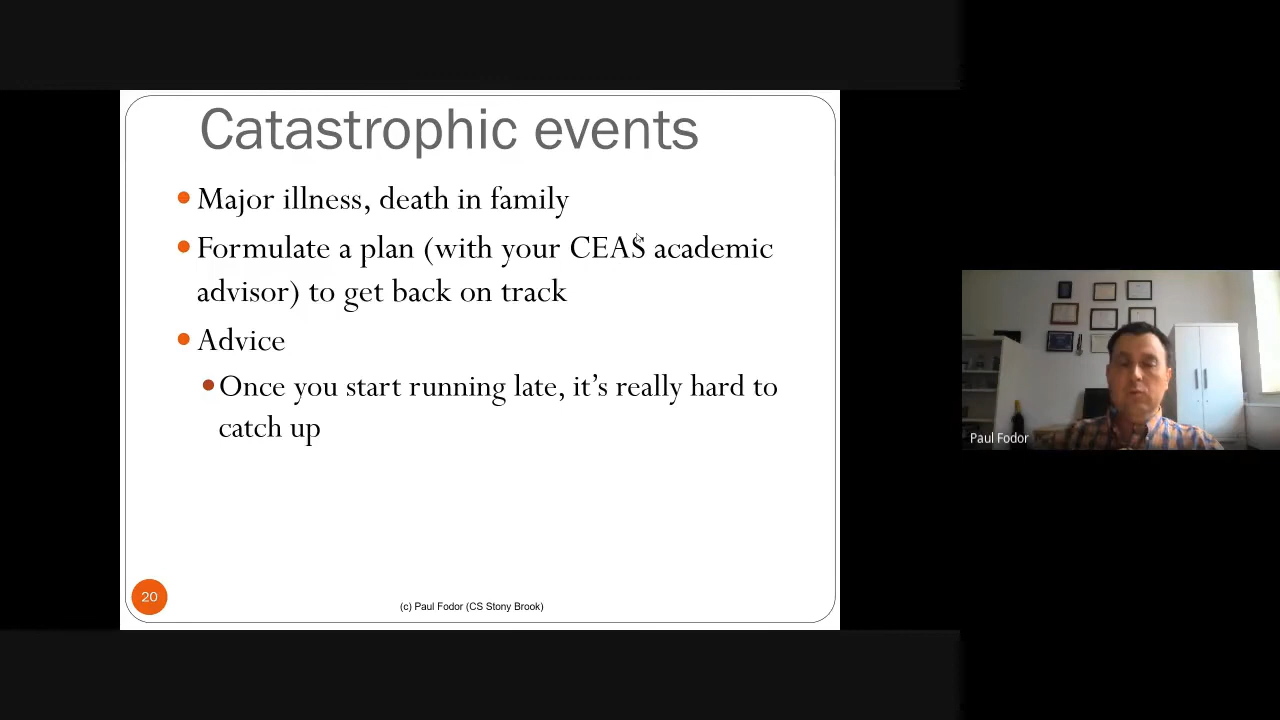 Catastrophic events
Major illness, death in family
Formulate a plan (with your CEAS academic
advisor) to get back on track
Advice
Once you start running late, it’s really hard to
catch up
20
(c) Paul Fodor (CS Stony Brook)
Paul Fodor